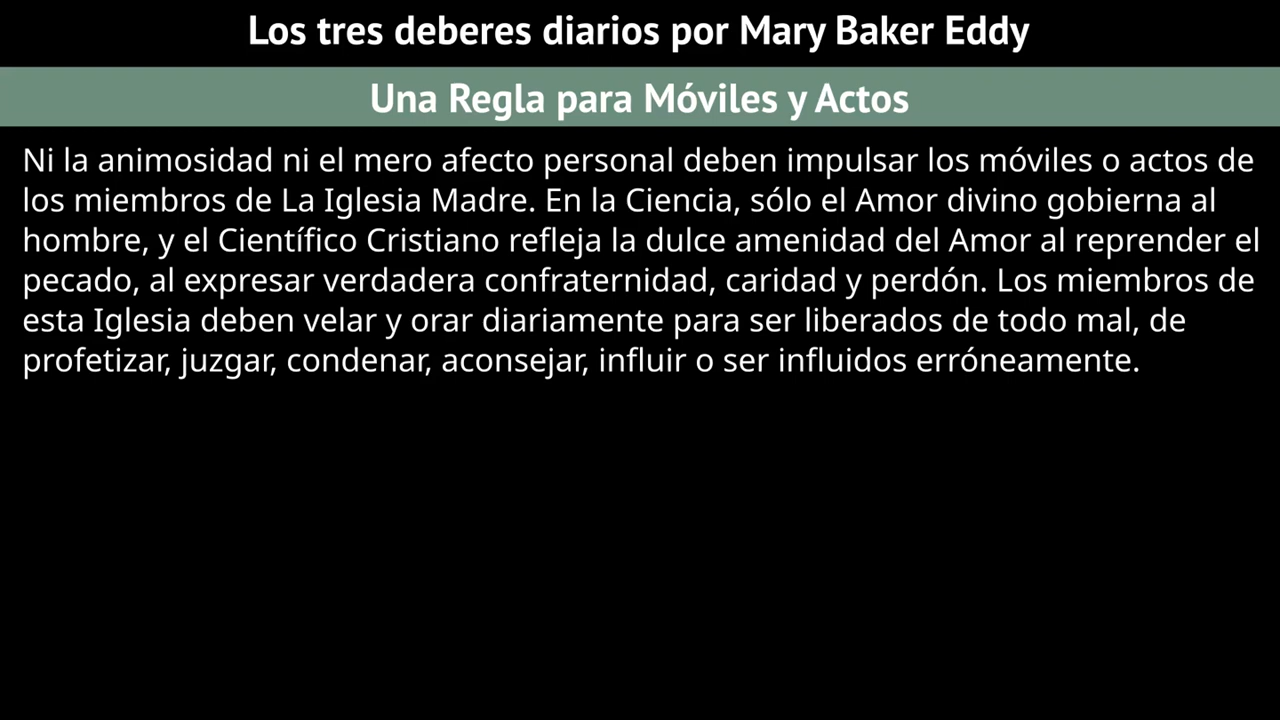 Los tres deberes diarios por Mary Baker Eddy
Una Regla para Móviles y Actos
Ni la animosidad ni el mero afecto personal deben impulsar los móviles o actos de
los miembros de La Iglesia Madre. En la Ciencia, sólo el Amor divino gobierna al
hombre, y el Científico Cristiano refleja la dulce amenidad del Amor al reprender el
pecado, al expresar verdadera confraternidad, caridad y perdón. Los miembros de
esta Iglesia deben velar y orar diariamente para ser liberados de todo mal, de
profetizar, juzgar, condenar, aconsejar, influir o ser influidos erróneamente.